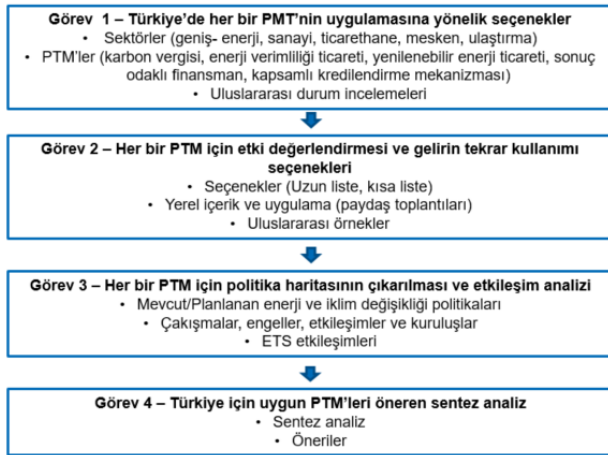 Görev 1 – Türkiye’de her bir PMT’nin uygulamasına yönelik seçenekler
• Sektörler (geniş- enerji, sanayi, ticarethane, mesken, ulaştırma)
• PTM’ler (karbon vergisi, enerji verimliliği ticareti, yenilenebilir enerji ticareti, sonuç
odaklı finansman, kapsamlı kredilendirme mekanizması)
• Uluslararası durum incelemeleri
Görev 2 – Her bir PTM için etki değerlendirmesi ve gelirin tekrar kullanımı
seçenekleri
• Seçenekler (Uzun liste, kısa liste)
• Yerel içerik ve uygulama (paydaş toplantıları)
• Uluslararası örnekler
Görev 3 – Her bir PTM için politika haritasının çıkarılması ve etkileşim analizi
• Mevcut/Planlanan enerji ve iklim değişikliği politikaları
• Çakışmalar, engeller, etkileşimler ve kuruluşlar
• ETS etkileşimleri
Görev 4 – Türkiye için uygun PTM’leri öneren sentez analiz
• Sentez analiz
• Öneriler